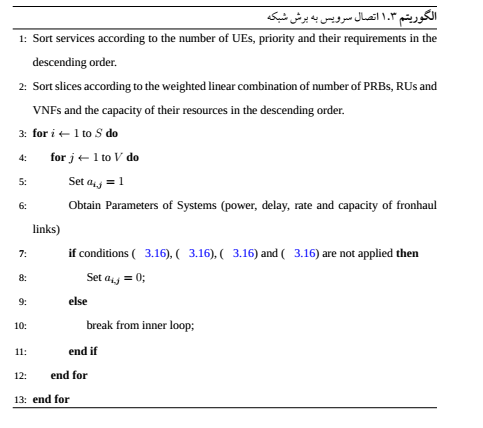 الگوریتم ۱.۳ اتصال سرویس به برش شبکه
1: Sort services according to the number of UEs, priority and their requirements in the
descending order.
2: Sort slices according to the weighted linear combination of number of PRBs, RUs and
VNFs and the capacity of their resources in the descending order.
3: for i ← 1 to S do
4: for j ← 1 to V do
5: Set a_{i,j} = 1
6: Obtain Parameters of Systems (power, delay, rate and capacity of fronhaul
links)
7: if conditions ( 3.16), ( 3.16), ( 3.16) and ( 3.16) are not applied then
8: Set a_{i,j} = 0;
9: else
10: break from inner loop;
11: end if
12: end for
13: end for